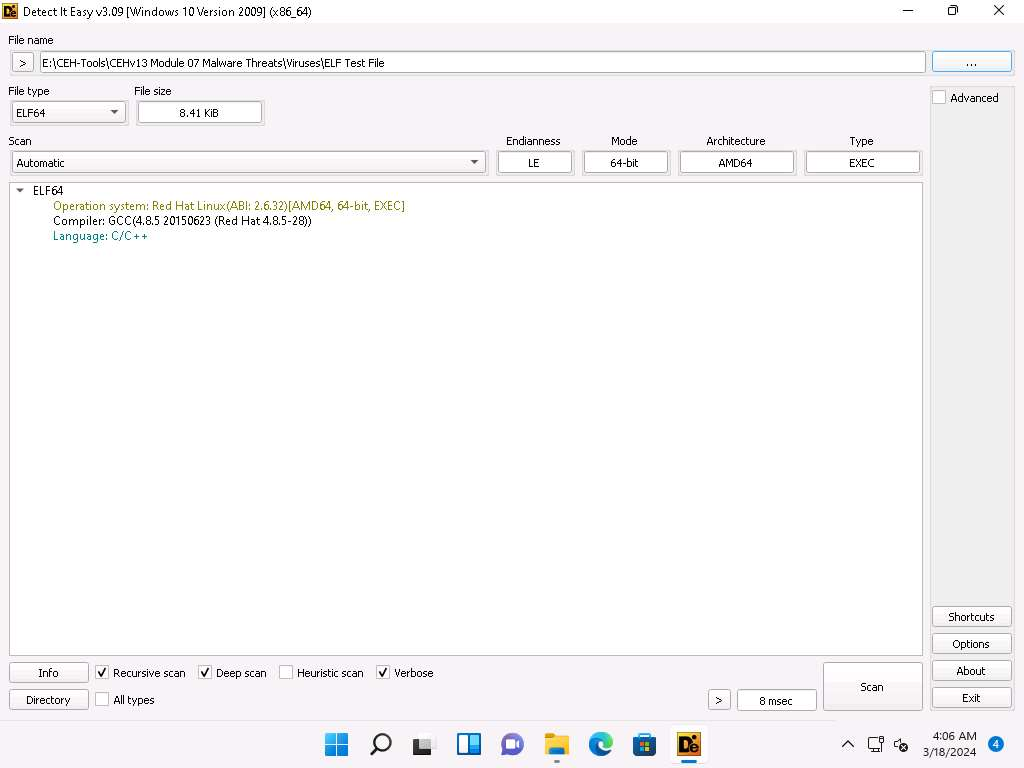 Detect It Easy v3.09 [Windows 10 Version 2009] (x86_64)
File name
> E:\CEH-Tools\CEHv13 Module 07 Malware Threats\Viruses\ELF Test File ...
File type File size
ELF64 8.41 KiB
Advanced
Scan Endianness Mode Architecture Type
Automatic LE 64-bit AMD64 EXEC
ELF64
Operation system: Red Hat Linux(ABI: 2.6.32)[AMD64, 64-bit, EXEC]
Compiler: GCC(4.8.5 20150623 (Red Hat 4.8.5-28))
Language: C/C++
Shortcuts
Options
About
Exit
Info Recursive scan Deep scan Heuristic scan Verbose
Directory All types
> 8 msec Scan
4:06 AM
3/18/2024
4